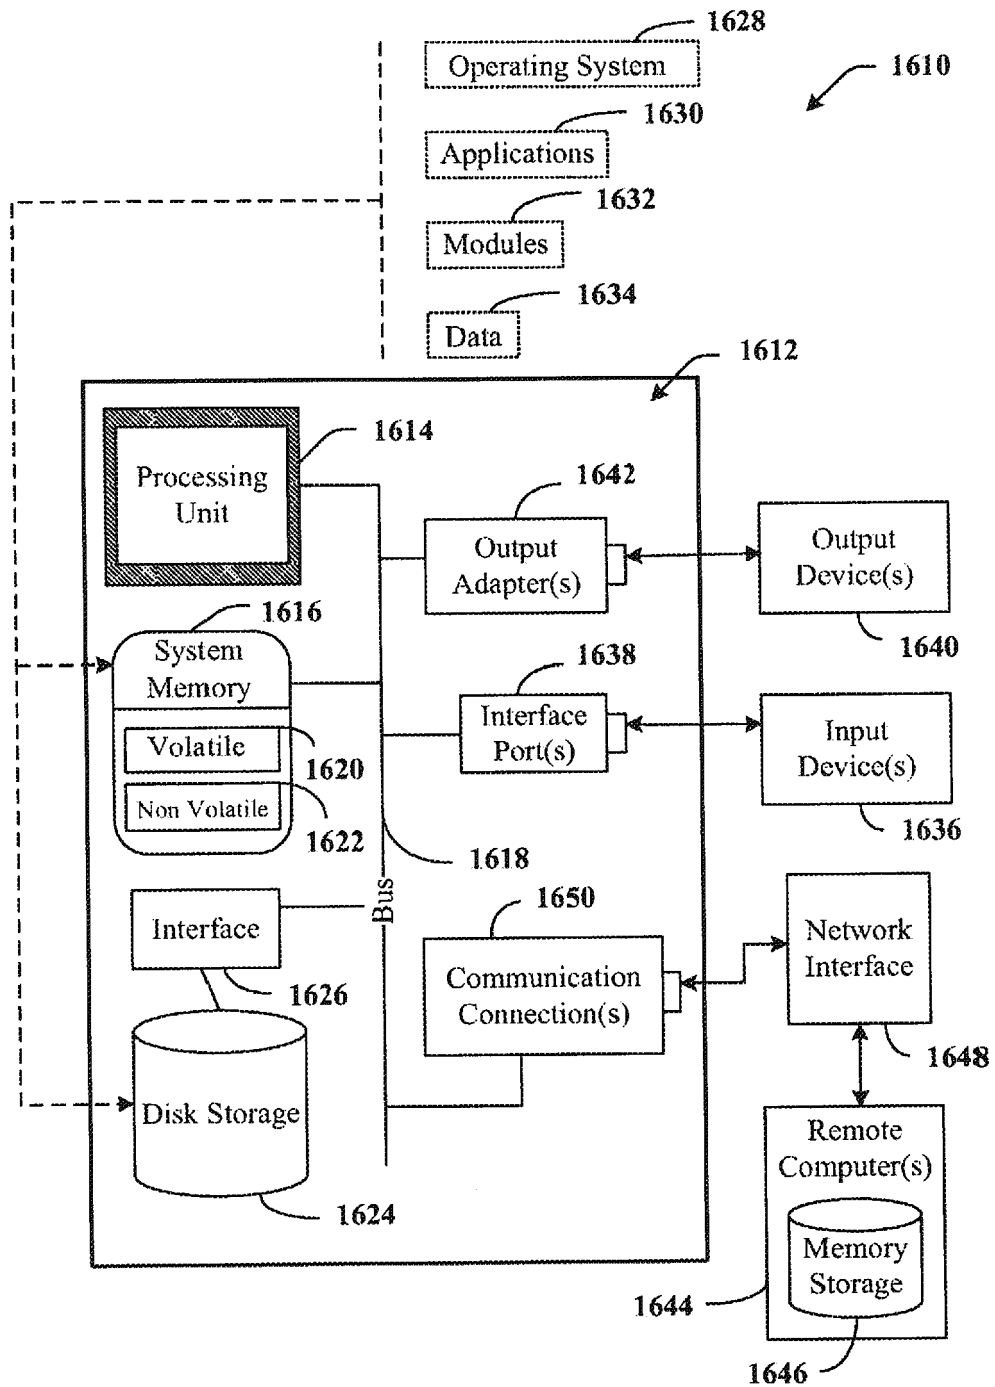 1628
Operating System
1610
1630
Applications
1632
Modules
1634
Data
1612
1614
Processing
Unit
1642
Output
Adapter(s)
Output
Device(s)
1640
1616
System
Memory
Volatile
1620
Non Volatile
1622
1638
Interface
Port(s)
Input
Device(s)
1636
1618
Bus
Interface
1626
1650
Communication
Connection(s)
Network
Interface
1648
Disk Storage
1624
Remote
Computer(s)
Memory
Storage
1644
1646